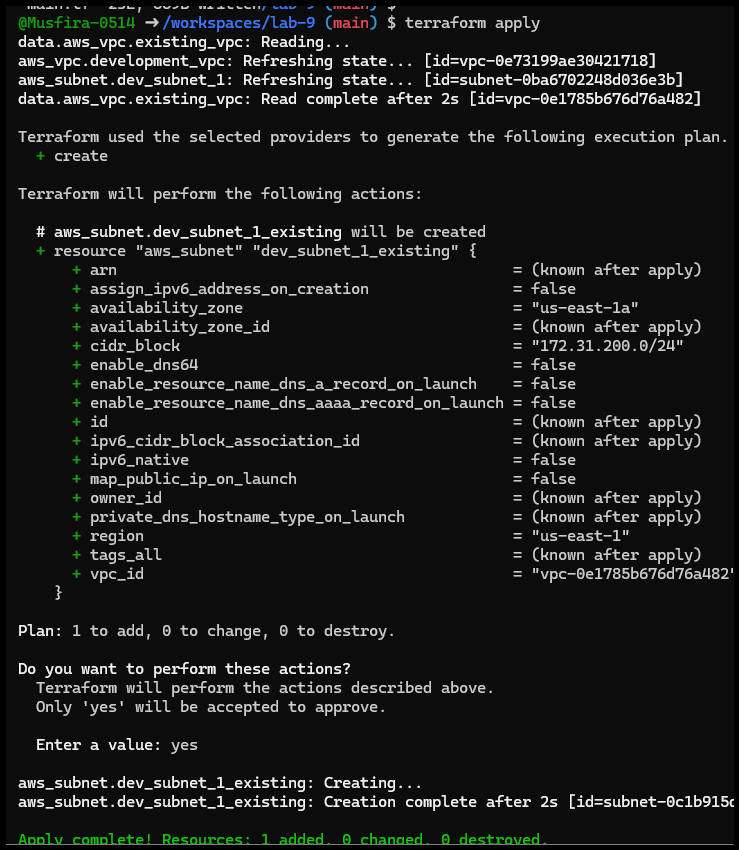 "main.tf" 25L, 689B written/lab-9 (main) $
@Musfira-0514 ➜/workspaces/lab-9 (main) $ terraform apply
data.aws_vpc.existing_vpc: Reading...
aws_vpc.development_vpc: Refreshing state... [id=vpc-0e73199ae30421718]
aws_subnet.dev_subnet_1: Refreshing state... [id=subnet-0ba6702248d036e3b]
data.aws_vpc.existing_vpc: Read complete after 2s [id=vpc-0e1785b676d76a482]
Terraform used the selected providers to generate the following execution plan.
+ create
Terraform will perform the following actions:
# aws_subnet.dev_subnet_1_existing will be created
+ resource "aws_subnet" "dev_subnet_1_existing" {
+ arn = (known after apply)
+ assign_ipv6_address_on_creation = false
+ availability_zone = "us-east-1a"
+ availability_zone_id = (known after apply)
+ cidr_block = "172.31.200.0/24"
+ enable_dns64 = false
+ enable_resource_name_dns_a_record_on_launch = false
+ enable_resource_name_dns_aaaa_record_on_launch = false
+ id = (known after apply)
+ ipv6_cidr_block_association_id = (known after apply)
+ ipv6_native = false
+ map_public_ip_on_launch = false
+ owner_id = (known after apply)
+ private_dns_hostname_type_on_launch = (known after apply)
+ region = "us-east-1"
+ tags_all = (known after apply)
+ vpc_id = "vpc-0e1785b676d76a482"
}
Plan: 1 to add, 0 to change, 0 to destroy.
Do you want to perform these actions?
Terraform will perform the actions described above.
Only 'yes' will be accepted to approve.
Enter a value: yes
aws_subnet.dev_subnet_1_existing: Creating...
aws_subnet.dev_subnet_1_existing: Creation complete after 2s [id=subnet-0c1b915
Apply complete! Resources: 1 added, 0 changed, 0 destroyed.